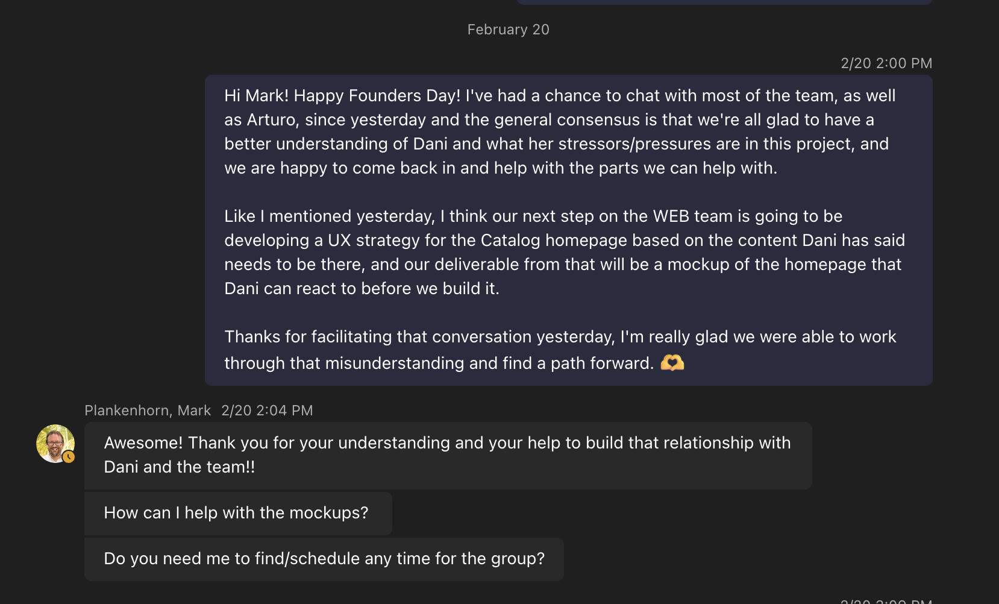 February 20
2/20 2:00 PM
Hi Mark! Happy Founders Day! I've had a chance to chat with most of the team, as well
as Arturo, since yesterday and the general consensus is that we're all glad to have a
better understanding of Dani and what her stressors/pressures are in this project, and
we are happy to come back in and help with the parts we can help with.
Like I mentioned yesterday, I think our next step on the WEB team is going to be
developing a UX strategy for the Catalog homepage based on the content Dani has said
needs to be there, and our deliverable from that will be a mockup of the homepage that
Dani can react to before we build it.
Thanks for facilitating that conversation yesterday, I'm really glad we were able to work
through that misunderstanding and find a path forward. 🫶
Plankenhorn, Mark 2/20 2:04 PM
Awesome! Thank you for your understanding and your help to build that relationship with
Dani and the team!!
How can I help with the mockups?
Do you need me to find/schedule any time for the group?